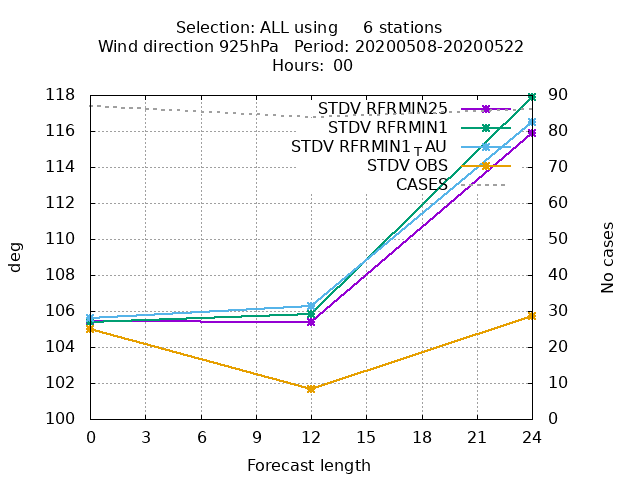 Selection: ALL using     6 stations
Wind direction 925hPa   Period: 20200508-20200522
Hours:  00
STDV RFRMIN25
STDV RFRMIN1
STDV RFRMIN1TAU
STDV OBS
CASES
deg
118
116
114
112
110
108
106
104
102
100
90
80
70
60
50
40
30
20
10
0
No cases
0 3 6 9 12 15 18 21 24
Forecast length